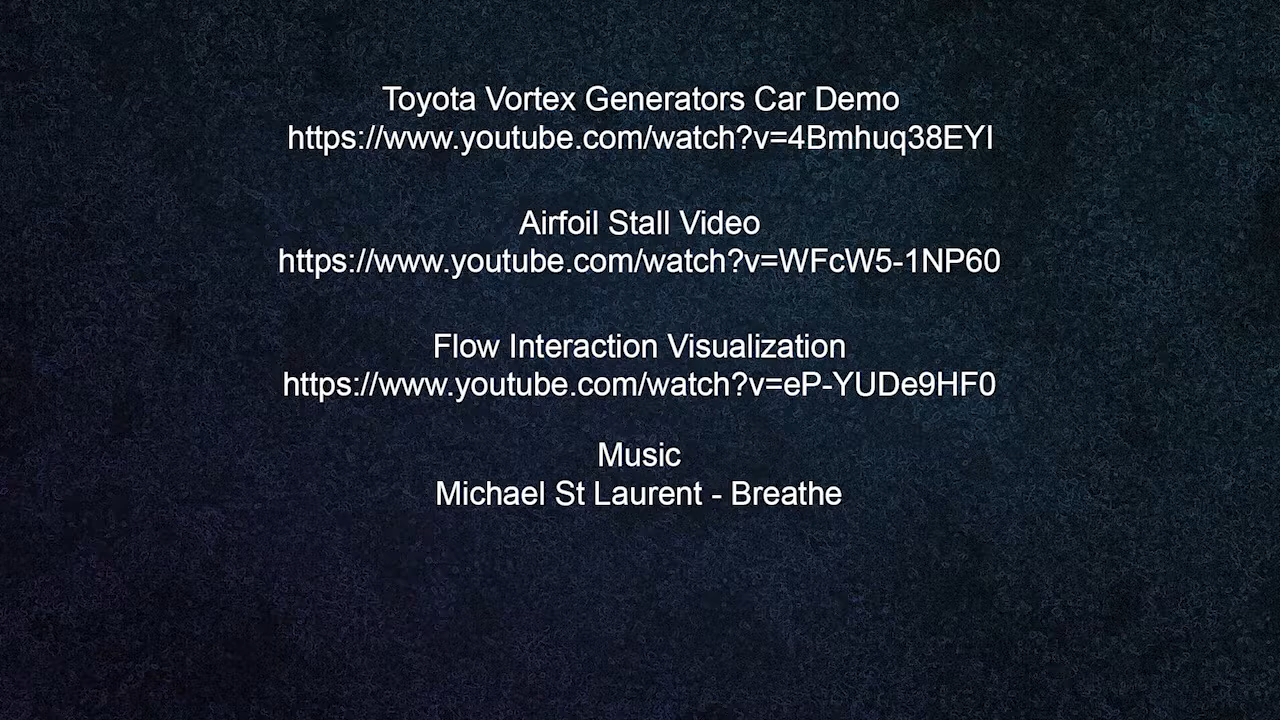 Toyota Vortex Generators Car Demo
https://www.youtube.com/watch?v=4Bmhuq38EYI
Airfoil Stall Video
https://www.youtube.com/watch?v=WFcW5-1NP60
Flow Interaction Visualization
https://www.youtube.com/watch?v=eP-YUDe9HF0
Music
Michael St Laurent - Breathe